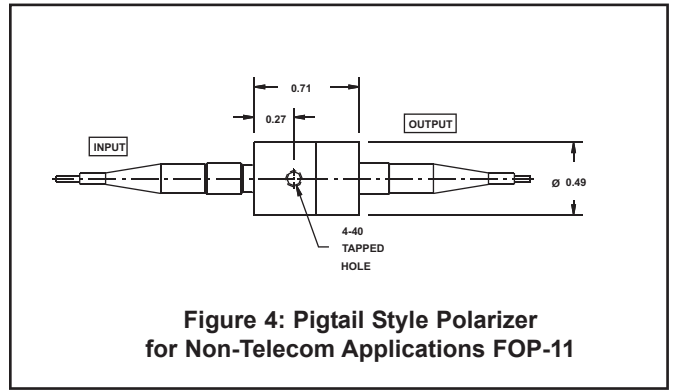 0.71
0.27
OUTPUT
INPUT
Ø 0.49
4-40
TAPPED
HOLE
Figure 4: Pigtail Style Polarizer
for Non-Telecom Applications FOP-11